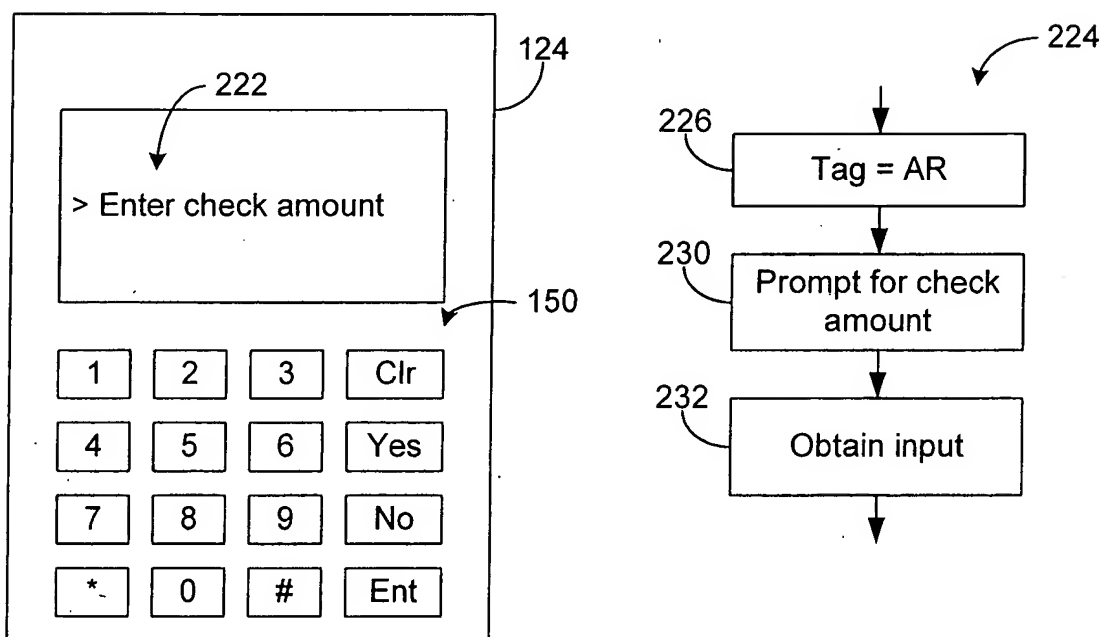 124
222
> Enter check amount
150
1 2 3 Clr
4 5 6 Yes
7 8 9 No
* 0 # Ent
224
226
Tag = AR
230
Prompt for check
amount
232
Obtain input